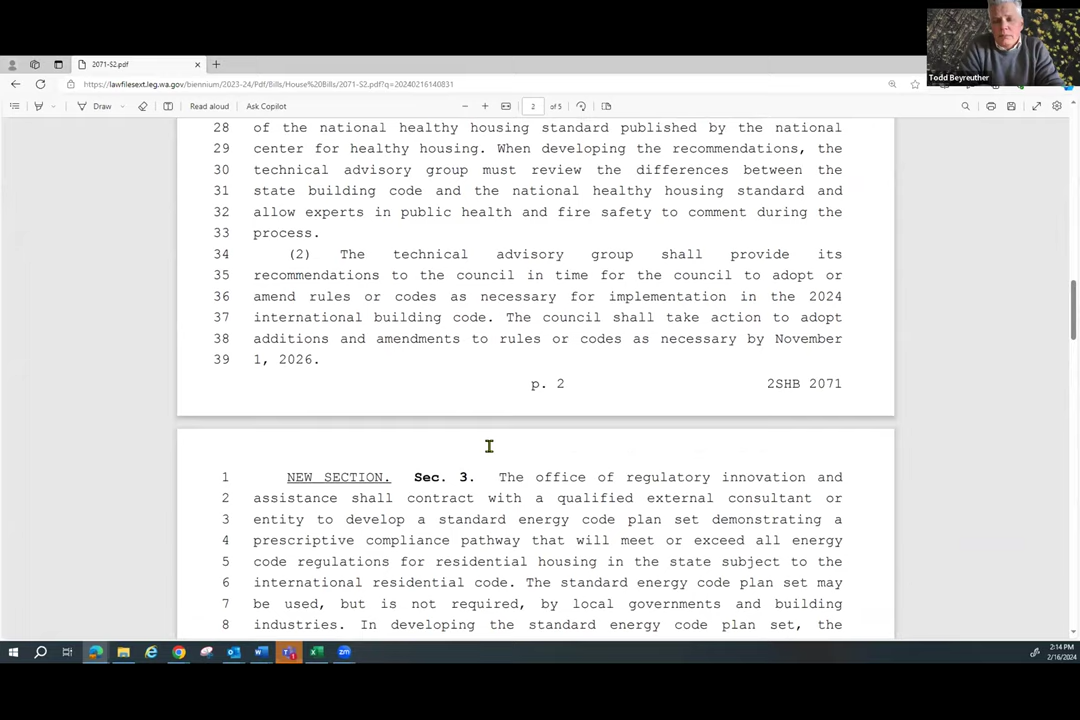 Todd Beyreuther
2071-S2.pdf
https://lawfilesext.leg.wa.gov/biennium/2023-24/Pdf/Bills/House%20Bills/2071-S2.pdf?q=20240216140831
Draw Read aloud Ask Copilot 2 of 5
28 of the national healthy housing standard published by the national
29 center for healthy housing. When developing the recommendations, the
30 technical advisory group must review the differences between the
31 state building code and the national healthy housing standard and
32 allow experts in public health and fire safety to comment during the
33 process.
34 (2) The technical advisory group shall provide its
35 recommendations to the council in time for the council to adopt or
36 amend rules or codes as necessary for implementation in the 2024
37 international building code. The council shall take action to adopt
38 additions and amendments to rules or codes as necessary by November
39 1, 2026.
p. 2 2SHB 2071
1 NEW SECTION. Sec. 3. The office of regulatory innovation and
2 assistance shall contract with a qualified external consultant or
3 entity to develop a standard energy code plan set demonstrating a
4 prescriptive compliance pathway that will meet or exceed all energy
5 code regulations for residential housing in the state subject to the
6 international residential code. The standard energy code plan set may
7 be used, but is not required, by local governments and building
8 industries. In developing the standard energy code plan set, the
2:14 PM
2/16/2024